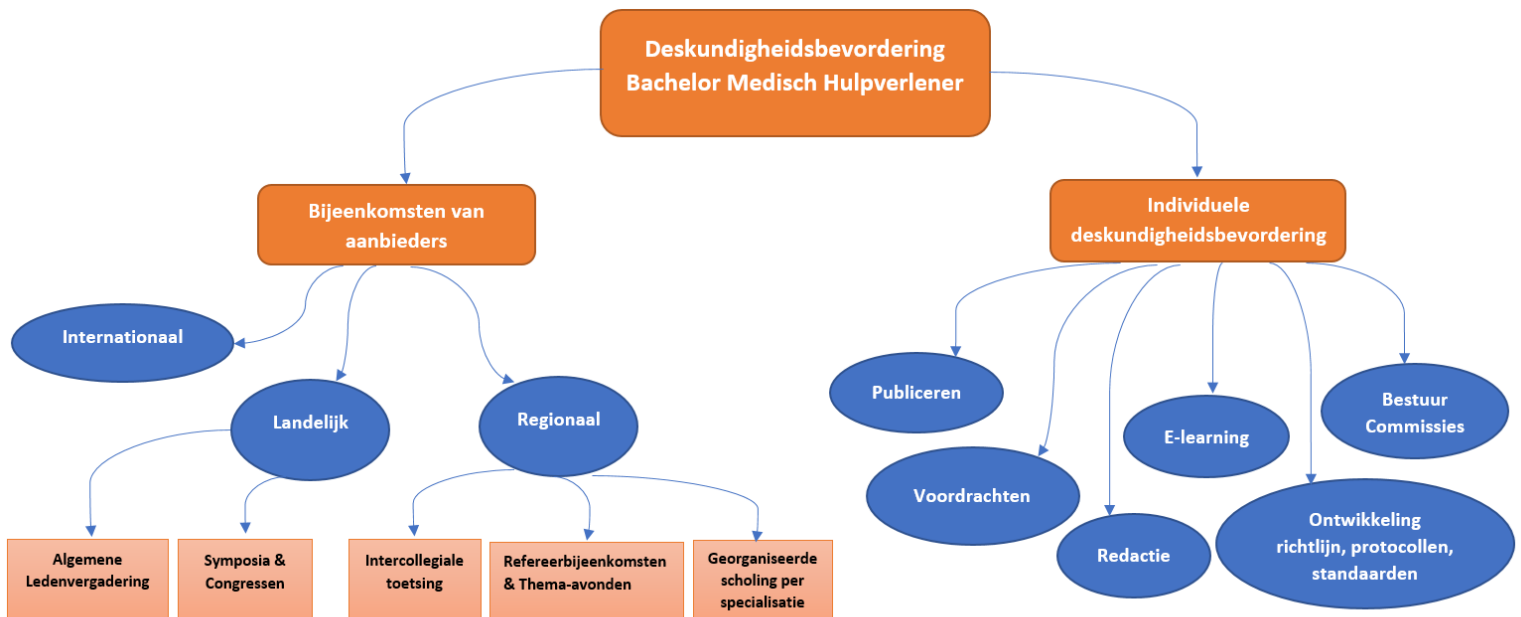 Deskundigheidsbevordering
Bachelor Medisch Hulpverlener
Bijeenkomsten van
aanbieders
Individuele
deskundigheidsbevordering
Internationaal
Landelijk
Regionaal
Publiceren
Voordrachten
Redactie
E-learning
Ontwikkeling
richtlijn, protocollen,
standaarden
Bestuur
Commissies
Algemene
Ledenvergadering
Symposia &
Congressen
Intercollegiale
toetsing
Refereerbijeenkomsten
& Thema-avonden
Georganiseerde
scholing per
specialisatie